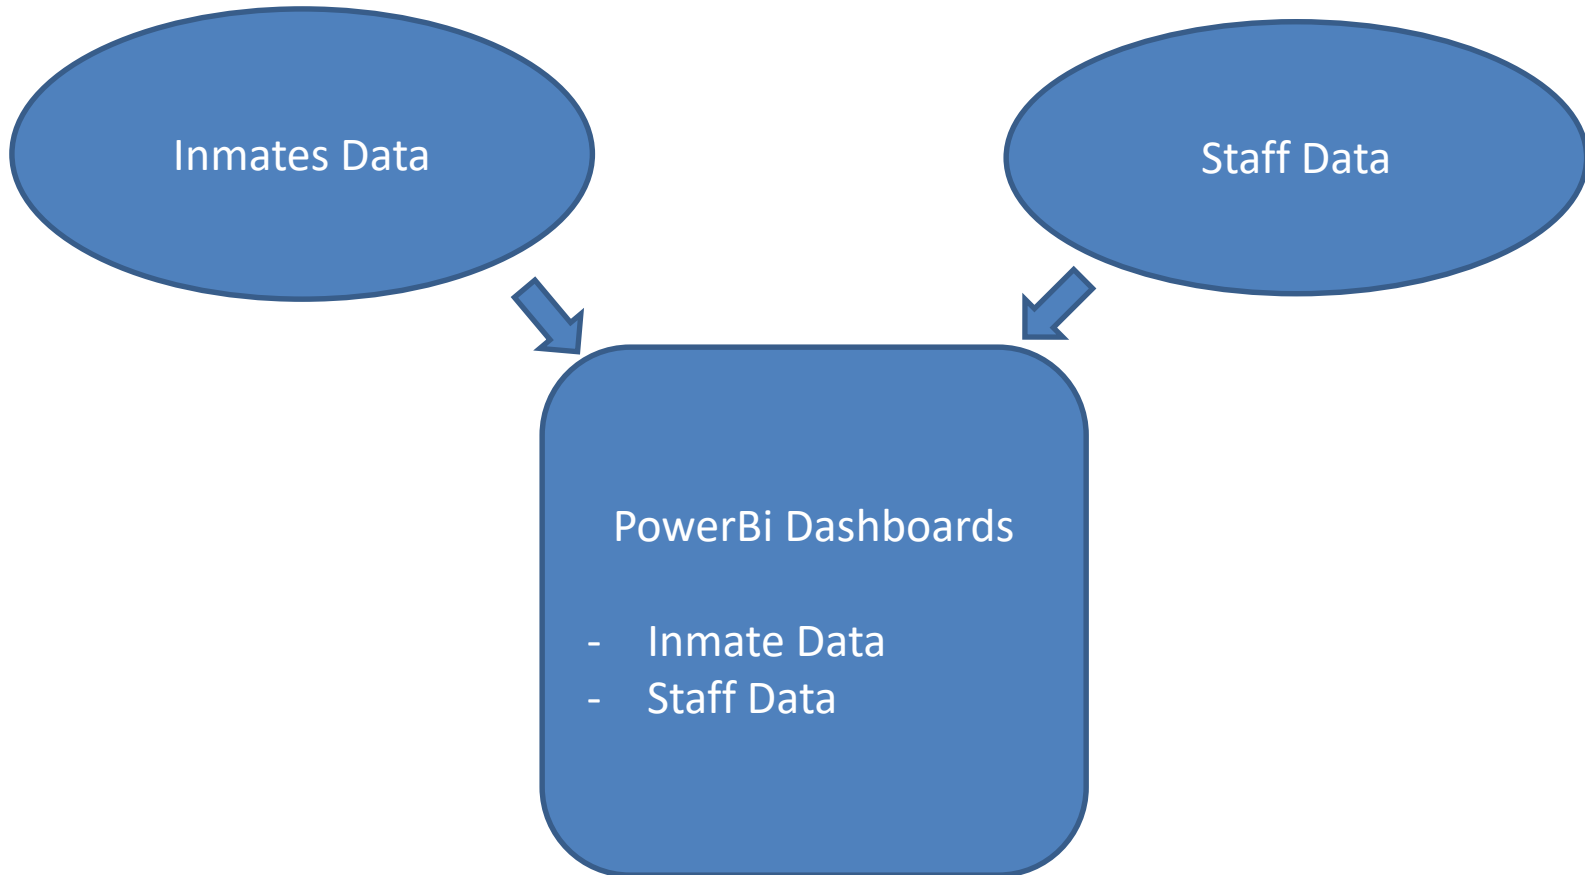 Inmates Data
Staff Data
PowerBi Dashboards
- Inmate Data
- Staff Data